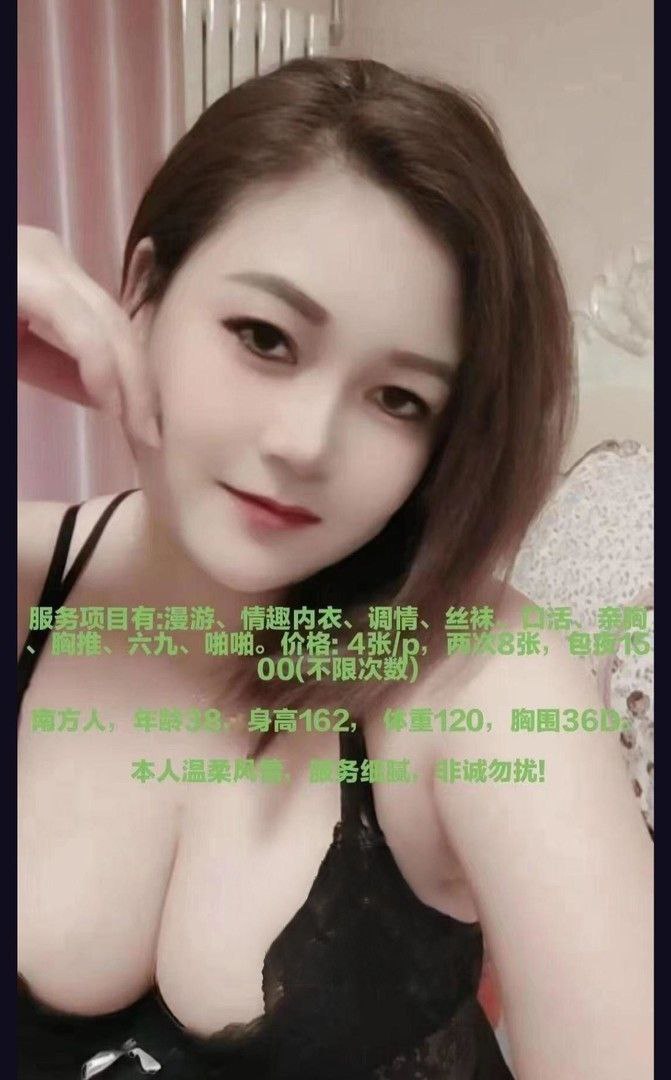 服务项目有:漫游、情趣内衣、调情、丝袜、口活、亲胸
、胸推、六九、啪啪。价格: 4张/p，两次8张，包夜15
00(不限次数)
南方人，年龄38，身高162， 体重120，胸围36D。
本人温柔风骚，服务细腻，非诚勿扰!